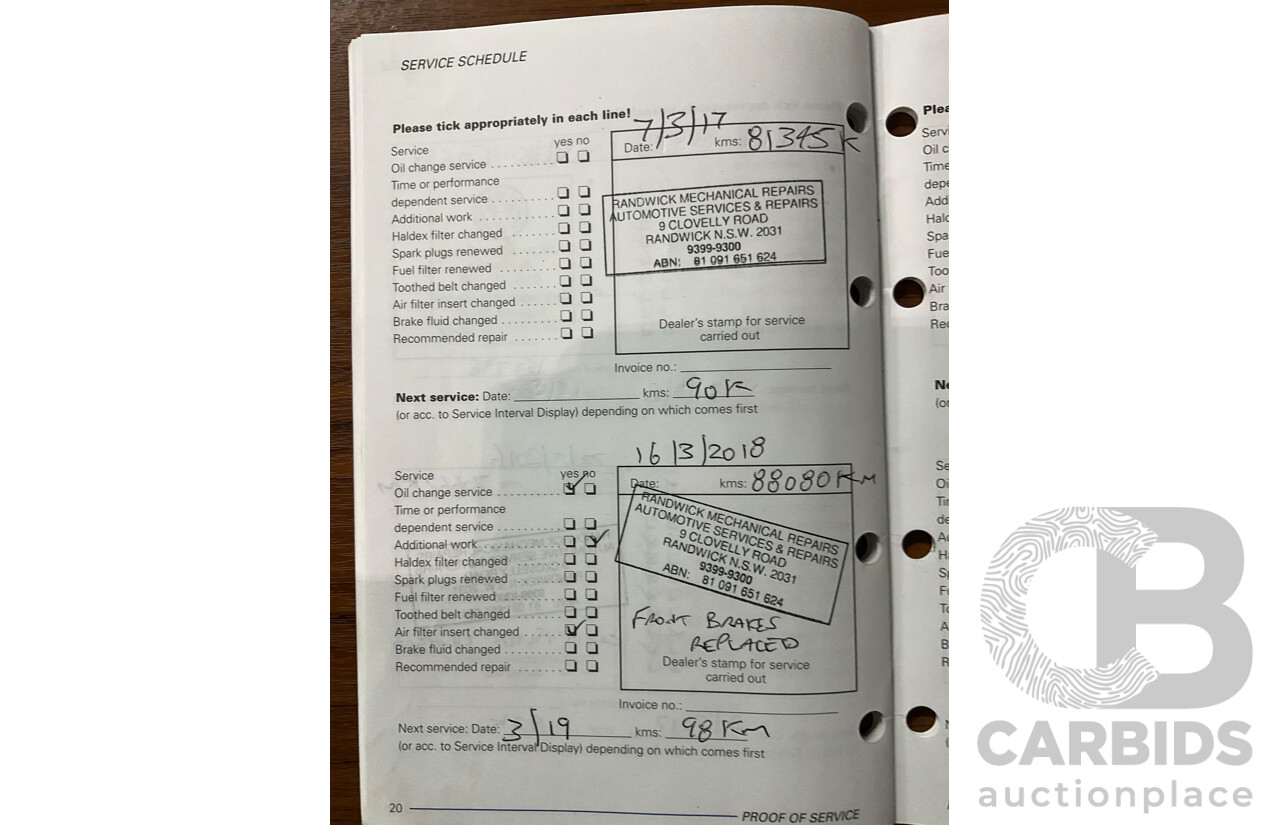 SERVICE SCHEDULE
Please tick appropriately in each line!
Service yes no
Oil change service ..........
Time or performance
dependent service ..........
Additional work ............
Haldex filter changed .......
Spark plugs renewed .......
Fuel filter renewed .........
Toothed belt changed .......
Air filter insert changed ......
Brake fluid changed .........
Recommended repair .......
7/3/17
Date: kms: 81345 K
RANDWICK MECHANICAL REPAIRS
AUTOMOTIVE SERVICES & REPAIRS
9 CLOVELLY ROAD
RANDWICK N.S.W. 2031
9399-9300
ABN: 81 091 651 624
Dealer's stamp for service
carried out
Invoice no.:
Next service: Date: kms: 90 K
(or acc. to Service Interval Display) depending on which comes first
Service yes no
Oil change service ..........
Time or performance
dependent service ..........
Additional work ............
Haldex filter changed .......
Spark plugs renewed .......
Fuel filter renewed .........
Toothed belt changed .......
Air filter insert changed ......
Brake fluid changed .........
Recommended repair .......
16/3/2018
Date: kms: 88080 KM
RANDWICK MECHANICAL REPAIRS
AUTOMOTIVE SERVICES & REPAIRS
9 CLOVELLY ROAD
RANDWICK N.S.W. 2031
9399-9300
ABN: 81 091 651 624
FRONT BRAKES
REPLACED
Dealer's stamp for service
carried out
Invoice no.:
Next service: Date: 3/19 kms: 98 Km
(or acc. to Service Interval Display) depending on which comes first
20
PROOF OF SERVICE
CB
CARBIDS
auctionplace